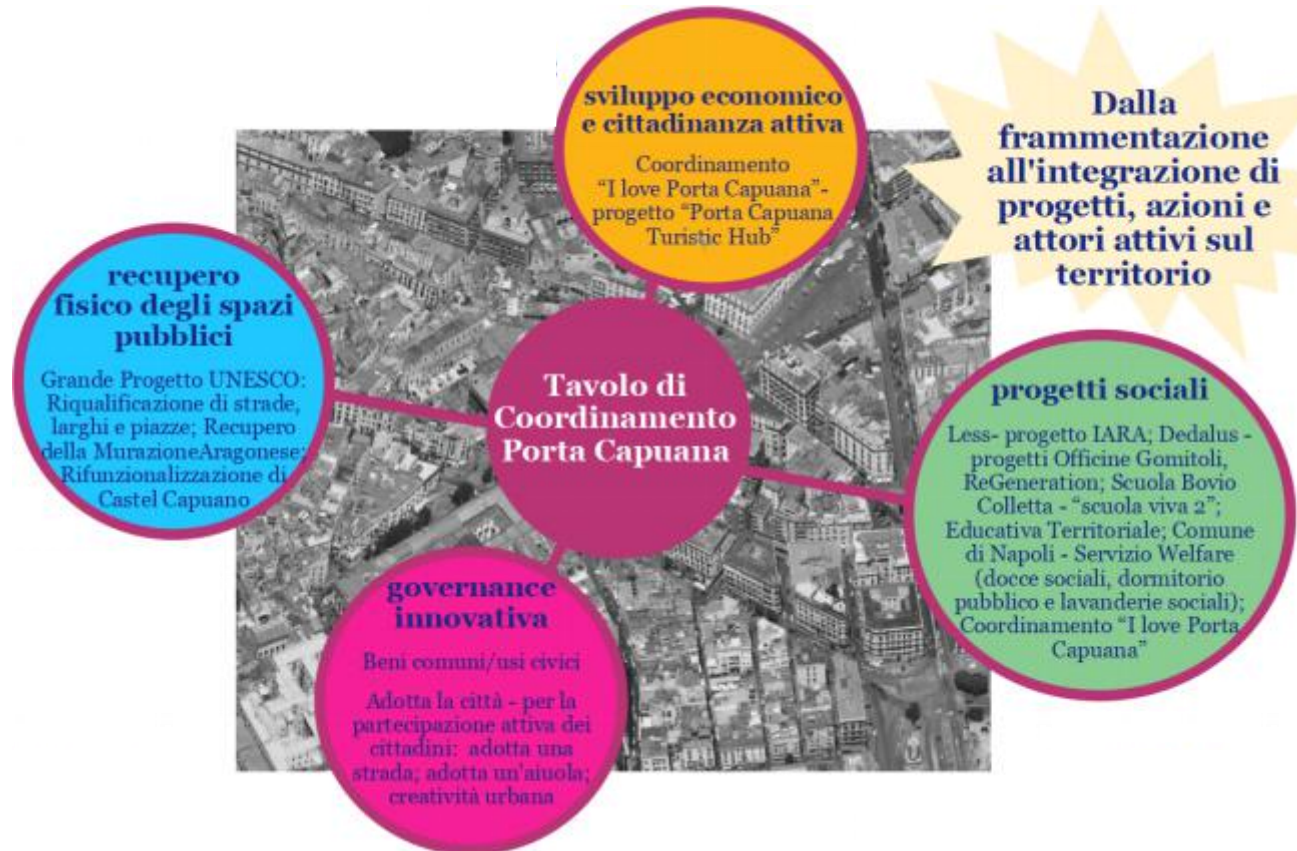 sviluppo economico
e cittadinanza attiva
Coordinamento
“I love Porta Capuana”-
progetto “Porta Capuana
Turistic Hub”
Dalla
frammentazione
all'integrazione di
progetti, azioni e
attori attivi sul
territorio
recupero
fisico degli spazi
pubblici
Grande Progetto UNESCO:
Riqualificazione di strade,
larghi e piazze; Recupero
della MurazioneAragonese;
Rifunzionalizzazione di
Castel Capuano
Tavolo di
Coordinamento
Porta Capuana
progetti sociali
Less- progetto IARA; Dedalus -
progetti Officine Gomitoli,
ReGeneration; Scuola Bovio
Colletta - “scuola viva 2”;
Educativa Territoriale; Comune
di Napoli - Servizio Welfare
(docce sociali, dormitorio
pubblico e lavanderie sociali);
Coordinamento “I love Porta
Capuana”
governance
innovativa
Beni comuni/usi civici
Adotta la città - per la
partecipazione attiva dei
cittadini: adotta una
strada; adotta un'aiuola;
creatività urbana